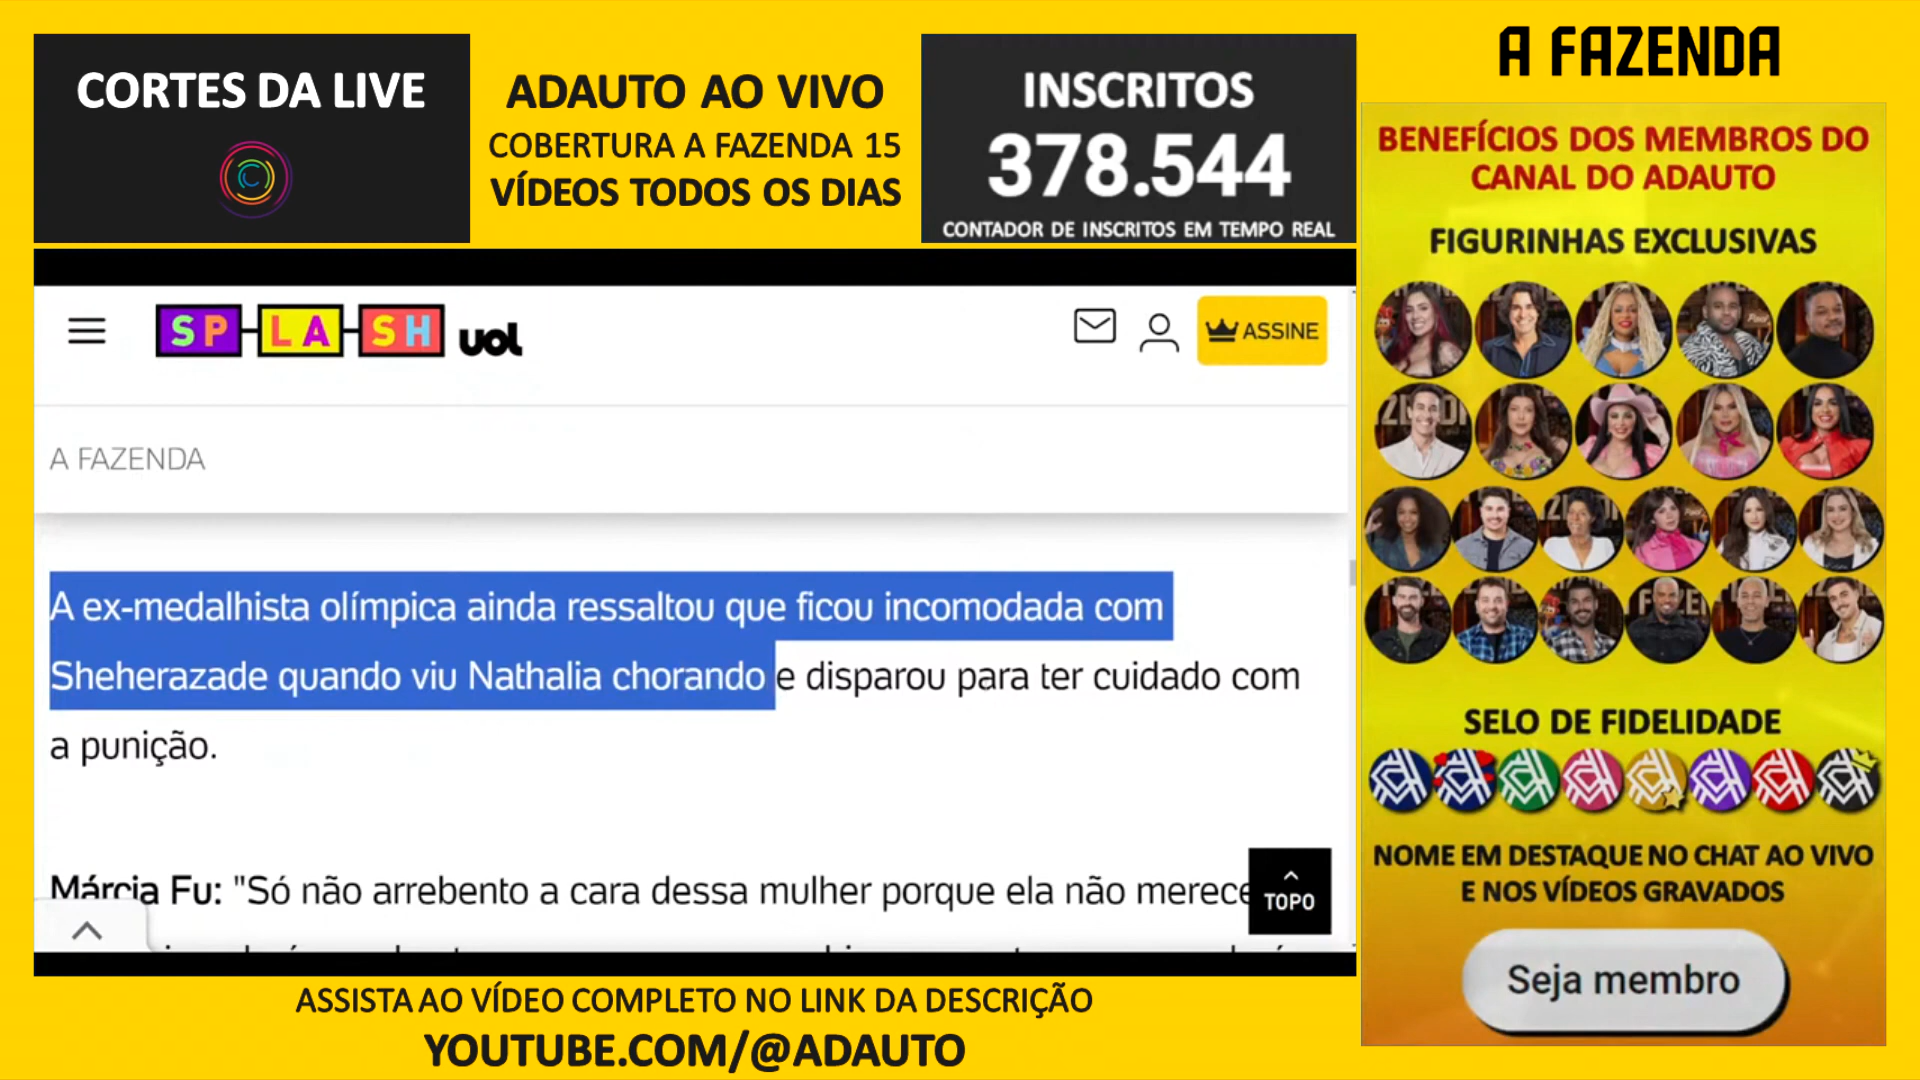 CORTES DA LIVE
ADAUTO AO VIVO
COBERTURA A FAZENDA 15
VÍDEOS TODOS OS DIAS
INSCRITOS
378.544
CONTADOR DE INSCRITOS EM TEMPO REAL
A FAZENDA
BENEFÍCIOS DOS MEMBROS DO
CANAL DO ADAUTO
FIGURINHAS EXCLUSIVAS
SELO DE FIDELIDADE
NOME EM DESTAQUE NO CHAT AO VIVO
E NOS VÍDEOS GRAVADOS
Seja membro
SPLASH uol
ASSINE
A FAZENDA
A ex-medalhista olímpica ainda ressaltou que ficou incomodada com
Sheherazade quando viu Nathalia chorando e disparou para ter cuidado com
a punição.
Márcia Fu: "Só não arrebento a cara dessa mulher porque ela não merece
TOPO
ASSISTA AO VÍDEO COMPLETO NO LINK DA DESCRIÇÃO
YOUTUBE.COM/@ADAUTO